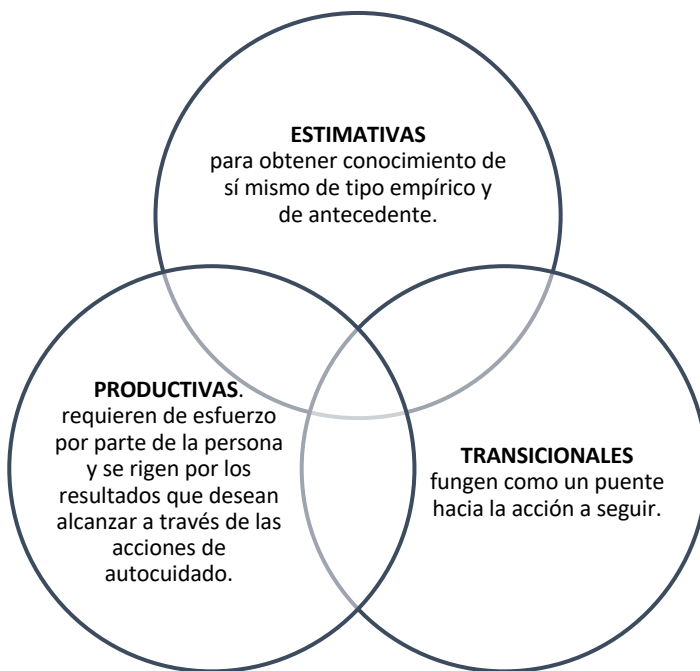 ESTIMATIVAS
para obtener conocimiento de
sí mismo de tipo empírico y
de antecedente.
PRODUCTIVAS.
requieren de esfuerzo
por parte de la persona
y se rigen por los
resultados que desean
alcanzar a través de las
acciones de
autocuidado.
TRANSICIONALES
fungen como un puente
hacia la acción a seguir.